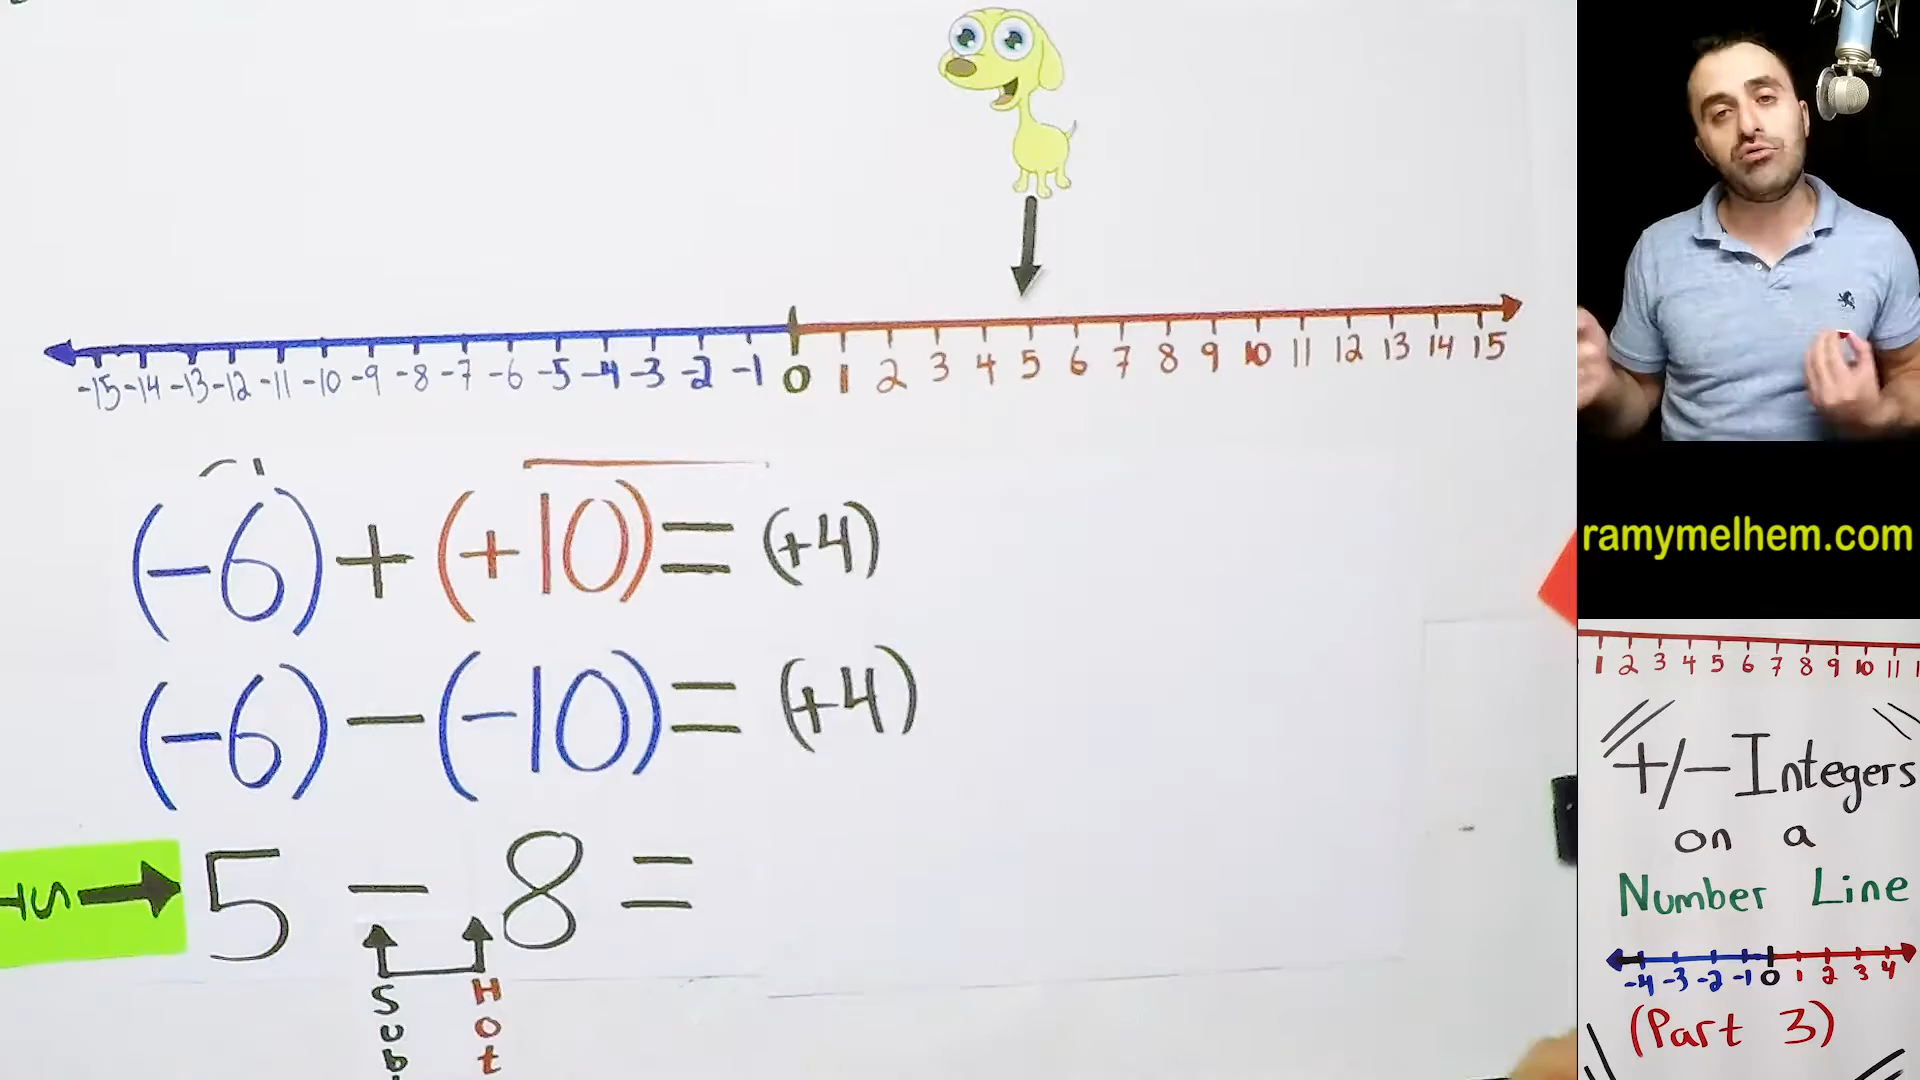 -15 -14 -13 -12 -11 -10 -9 -8 -7 -6 -5 -4 -3 -2 -1 0 1 2 3 4 5 6 7 8 9 10 11 12 13 14 15
(-6) + (+10) = (+4)
(-6) - (-10) = (+4)
5 - 8 =
Sub.
Hot
ramymelhem.com
1 2 3 4 5 6 7 8 9 10 11
+/- Integers
on a
Number Line
-4 -3 -2 -1 0 1 2 3 4
(Part 3)